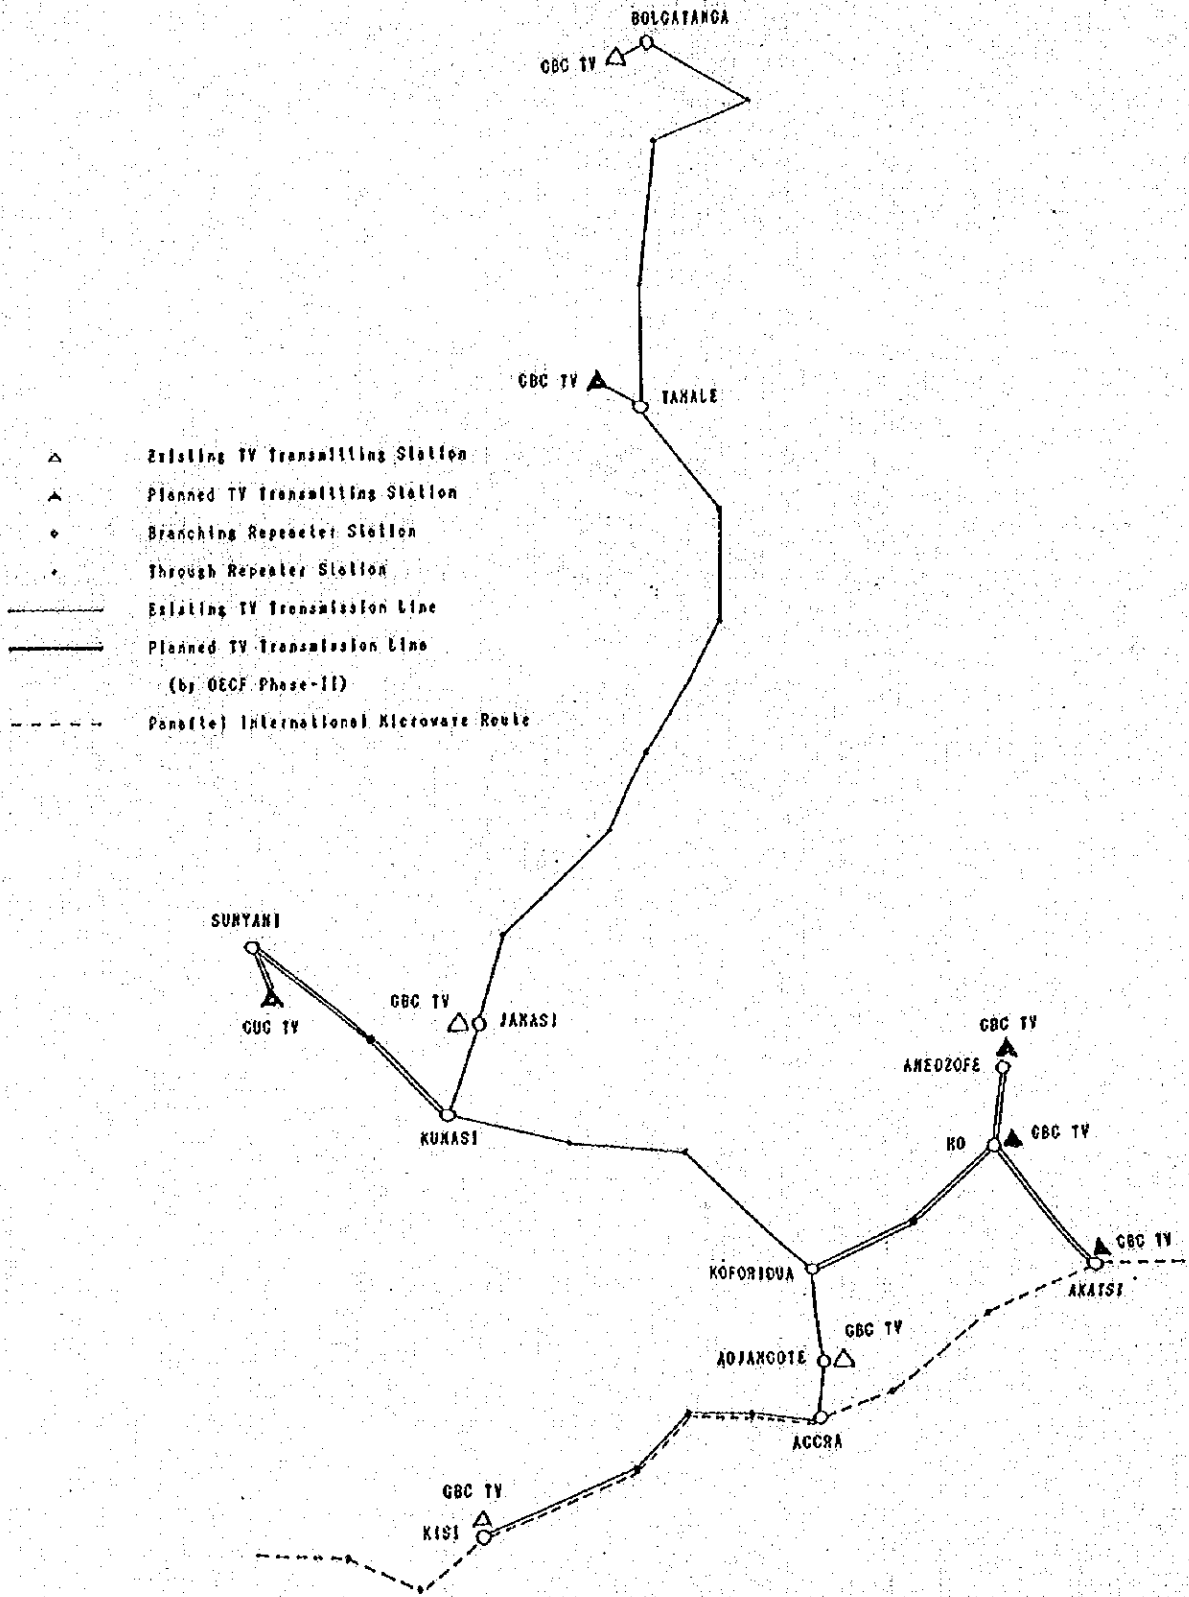 BOLGATANGA
GBC TV
GBC TV
TAMALE
Existing TV Transmitting Station
Planned TV Transmitting Station
Branching Repeater Station
Through Repeater Station
Existing TV Transmission Line
Planned TV Transmission Line
(by OECF Phase-II)
Panaftel International Microwave Route
SUNYANI
GBC TV
JAMASI
GUG TV
GBC TV
AMEDZOFE
KUMASI
HO
GBC TV
GBC TV
KOFORIDUA
AKATSI
GBC TV
ADJANGOTE
ACCRA
GBC TV
KISI